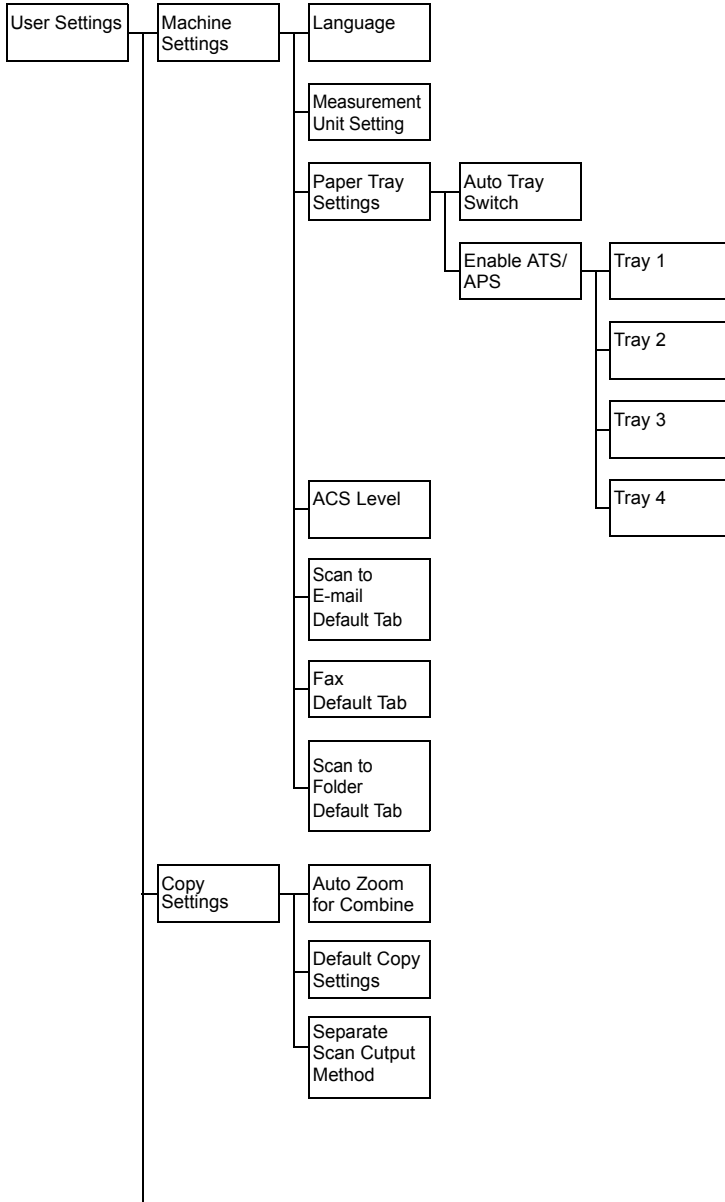 User Settings
Machine
Settings
Language
Measurement
Unit Setting
Paper Tray
Settings
Auto Tray
Switch
Enable ATS/
APS
Tray 1
Tray 2
Tray 3
Tray 4
ACS Level
Scan to
E-mail
Default Tab
Fax
Default Tab
Scan to
Folder
Default Tab
Copy
Settings
Auto Zoom
for Combine
Default Copy
Settings
Separate
Scan Cutput
Method